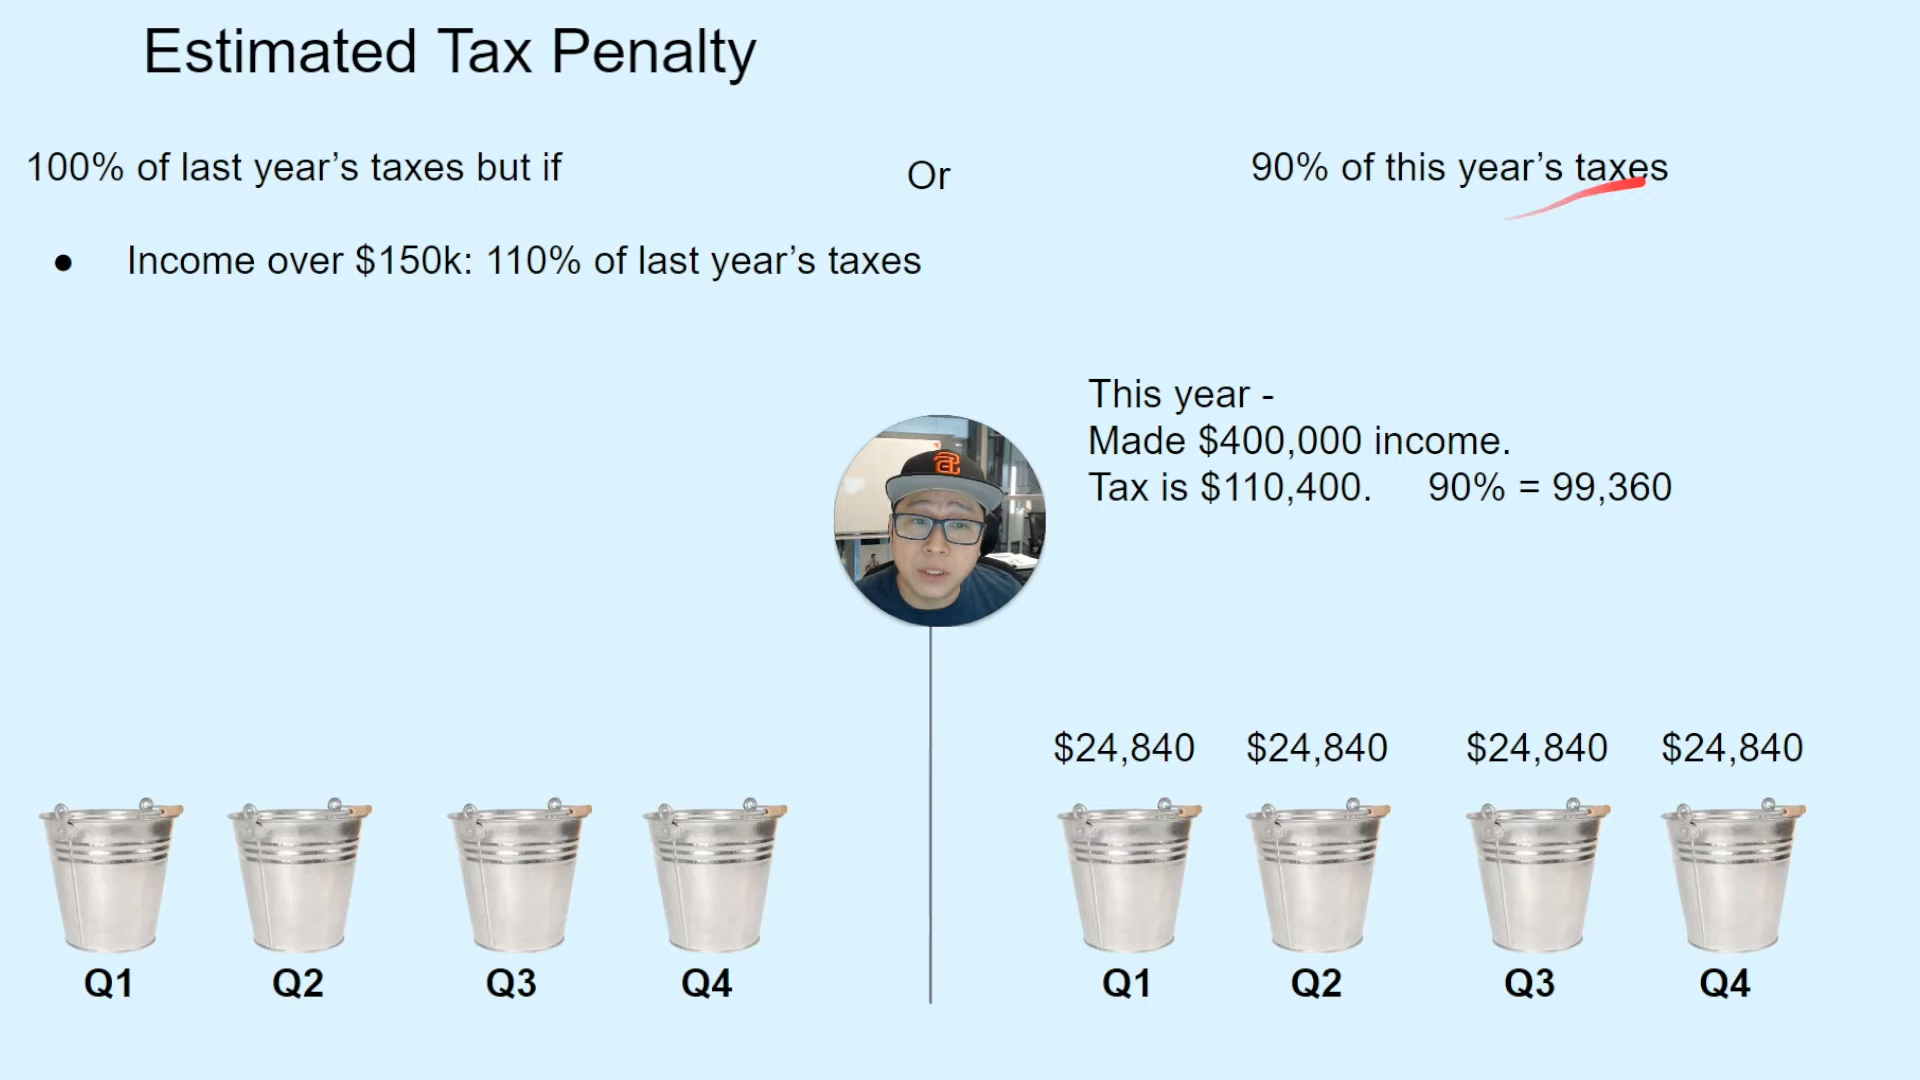 Estimated Tax Penalty
100% of last year’s taxes but if
Or
90% of this year’s taxes
● Income over $150k: 110% of last year’s taxes
This year -
Made $400,000 income.
Tax is $110,400. 90% = 99,360
$24,840 $24,840 $24,840 $24,840
Q1 Q2 Q3 Q4
Q1 Q2 Q3 Q4